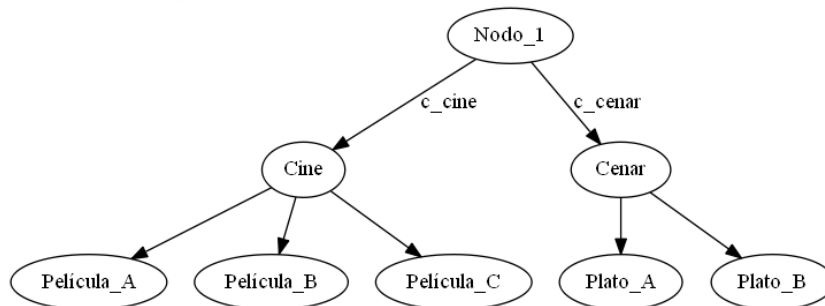 Nodo_1
c_cine
c_cenar
Cine
Cenar
Película_A
Película_B
Película_C
Plato_A
Plato_B